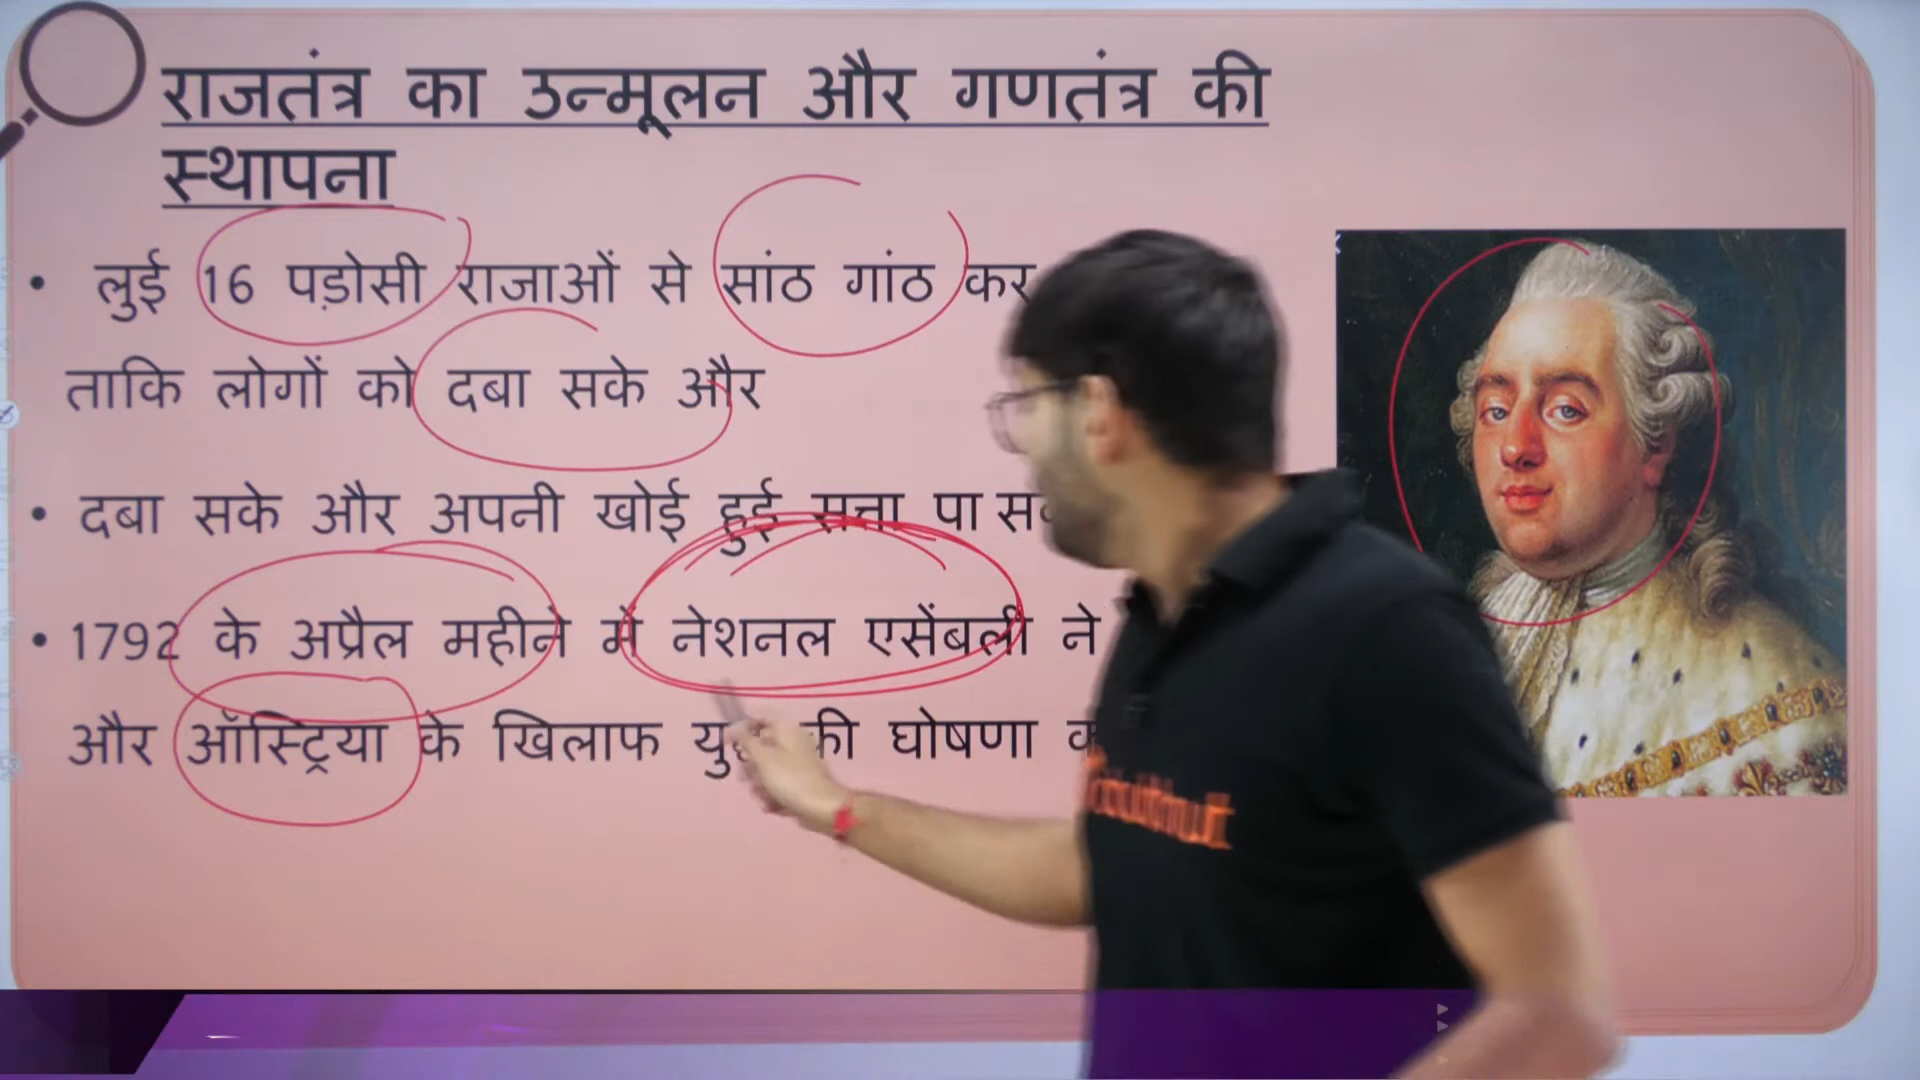 राजतंत्र का उन्मूलन और गणतंत्र की
स्थापना
• लुई 16 पड़ोसी राजाओं से सांठ गांठ कर
ताकि लोगों को दबा सके और
• दबा सके और अपनी खोई हुई सत्ता पा
• 1792 के अप्रैल महीने में नेशनल एसेंबली ने
और ऑस्ट्रिया के खिलाफ की घोषणा